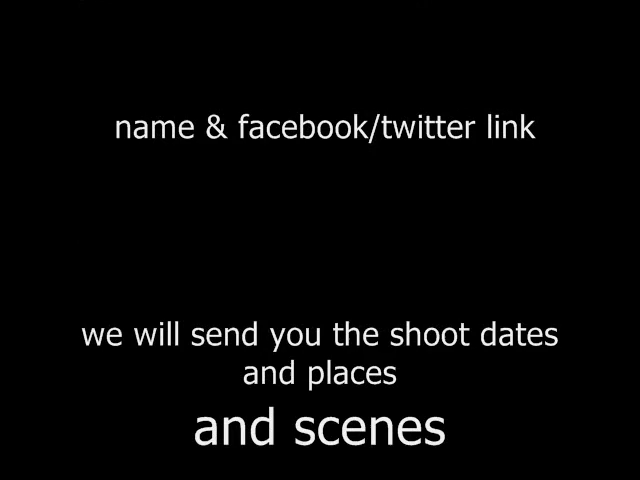 name & facebook/twitter link
we will send you the shoot dates
and places
and scenes